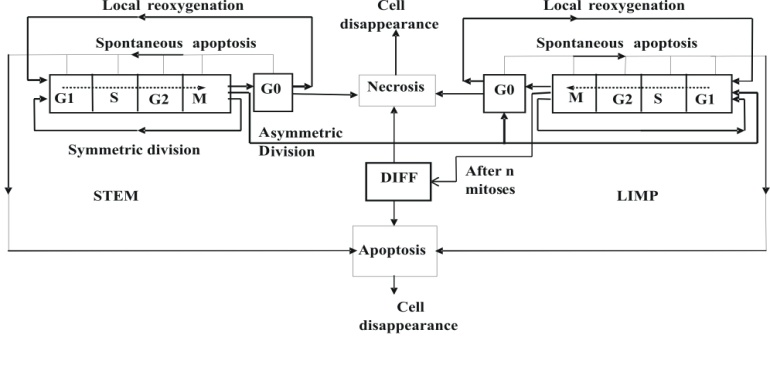 Local reoxygenation
Cell
disappearance
Local reoxygenation
Spontaneous apoptosis
Spontaneous apoptosis
G1 S G2 M
G0
Necrosis
G0
M G2 S G1
Asymmetric
Division
Symmetric division
DIFF
After n
mitoses
STEM
LIMP
Apoptosis
Cell
disappearance